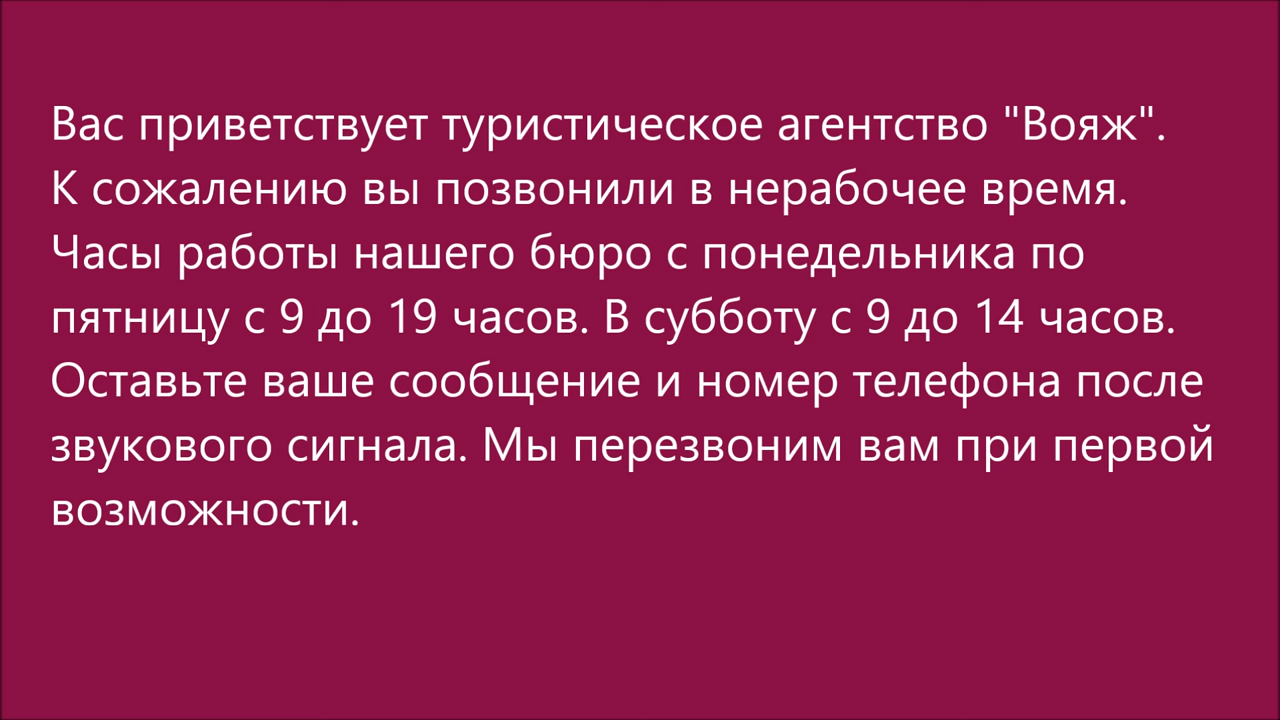 Вас приветствует туристическое агентство "Вояж".
К сожалению вы позвонили в нерабочее время.
Часы работы нашего бюро с понедельника по
пятницу с 9 до 19 часов. В субботу с 9 до 14 часов.
Оставьте ваше сообщение и номер телефона после
звукового сигнала. Мы перезвоним вам при первой
возможности.